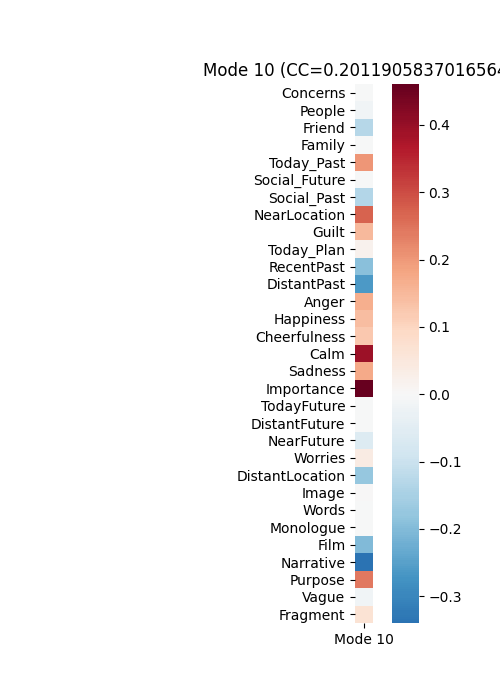 Mode 10 (CC=0.2011905837016564
Concerns
People
Friend
Family
Today_Past
Social_Future
Social_Past
NearLocation
Guilt
Today_Plan
RecentPast
DistantPast
Anger
Happiness
Cheerfulness
Calm
Sadness
Importance
TodayFuture
DistantFuture
NearFuture
Worries
DistantLocation
Image
Words
Monologue
Film
Narrative
Purpose
Vague
Fragment
Mode 10
0.4
0.3
0.2
0.1
0.0
−0.1
−0.2
−0.3